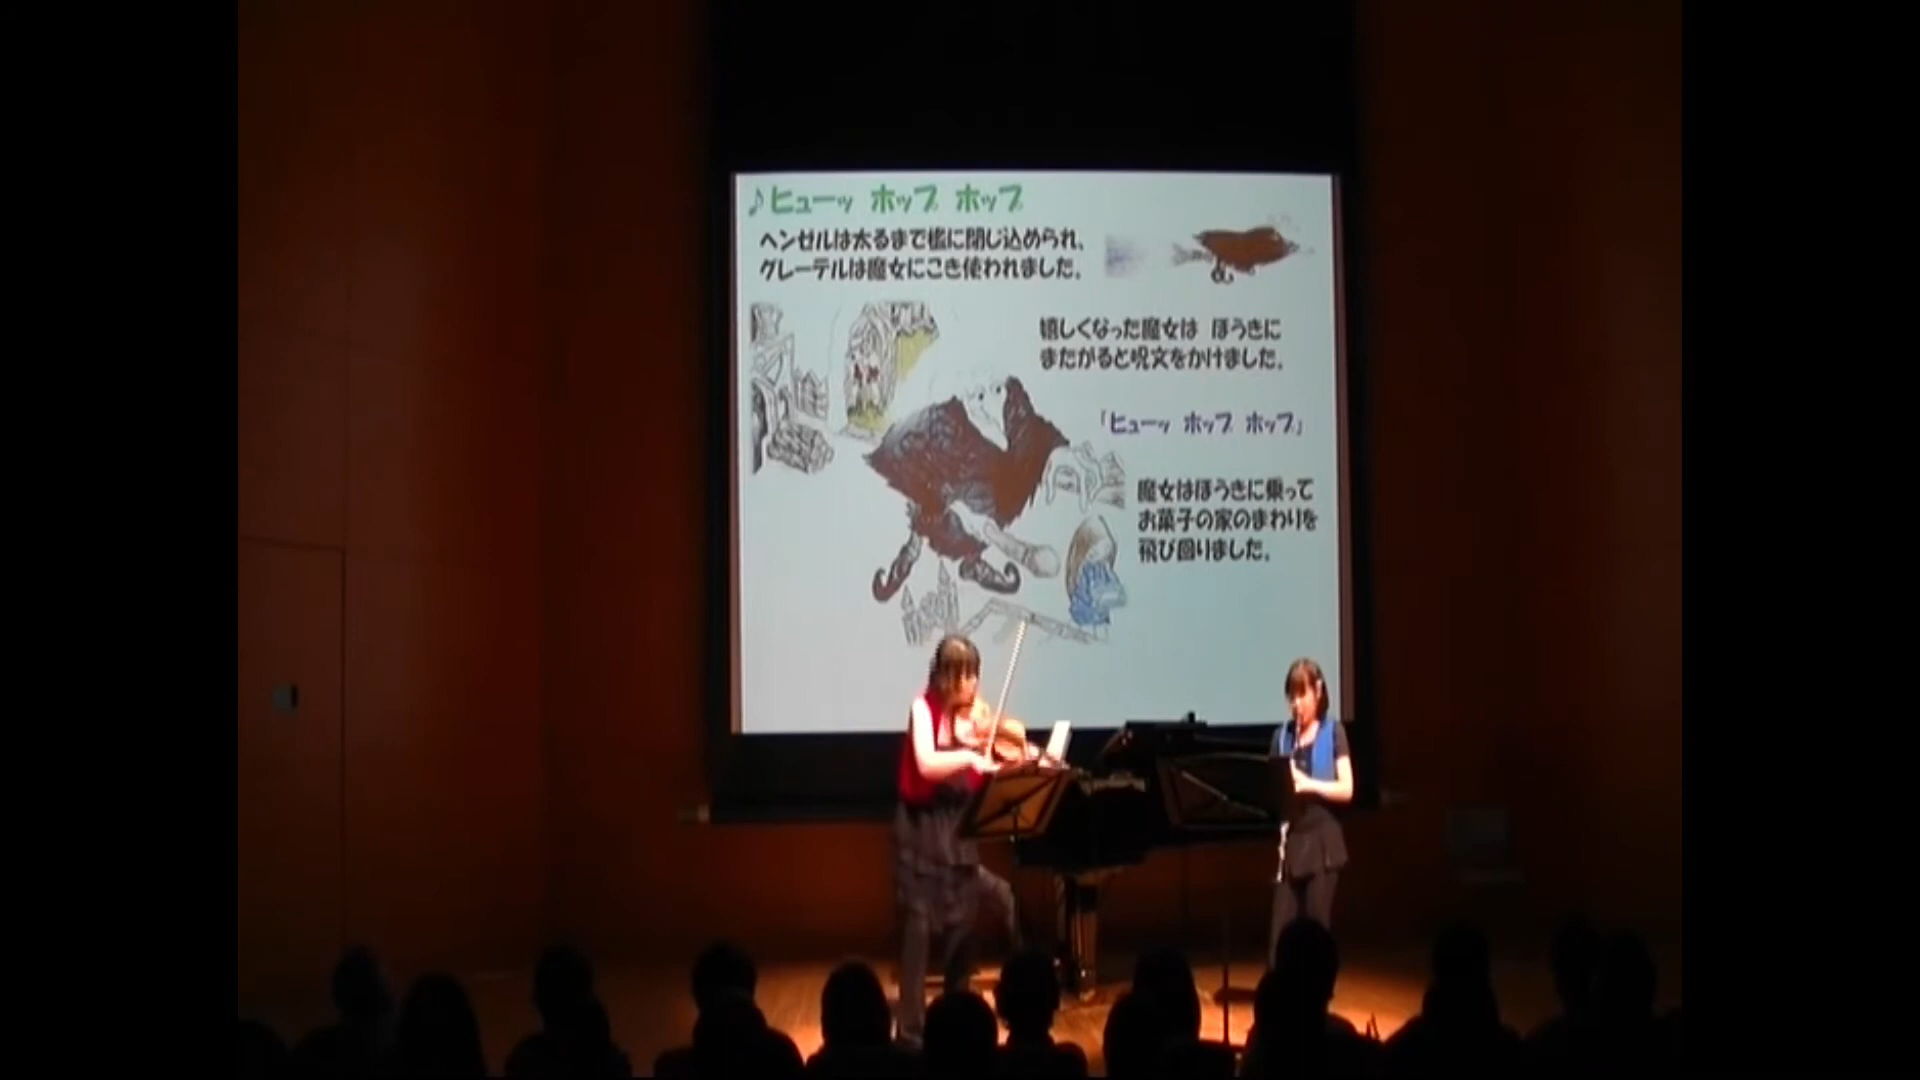 ♪ヒューッ ホップ ホップ
ヘンゼルは太るまで檻に閉じ込められ、
グレーテルは魔女にこき使われました。
嬉しくなった魔女は ほうきに
またがると呪文をかけました。
「ヒューッ ホップ ホップ」
魔女はほうきに乗って
お菓子の家のまわりを
飛び回りました。